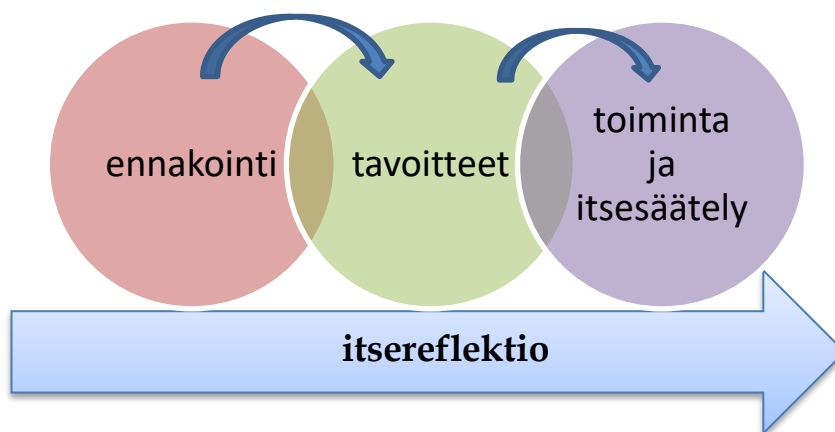 ennakointi
tavoitteet
toiminta
ja
itsesäätely
itsereflektio